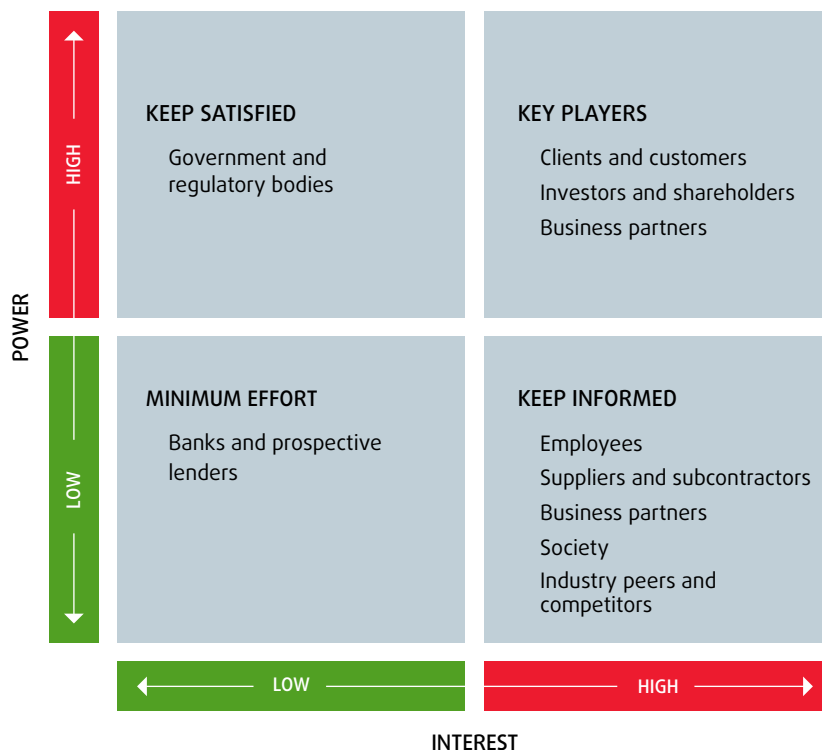 KEEP SATISFIED
Government and
regulatory bodies
KEY PLAYERS
Clients and customers
Investors and shareholders
Business partners
HIGH
POWER
MINIMUM EFFORT
Banks and prospective
lenders
KEEP INFORMED
Employees
Suppliers and subcontractors
Business partners
Society
Industry peers and
competitors
LOW
LOW
HIGH
INTEREST